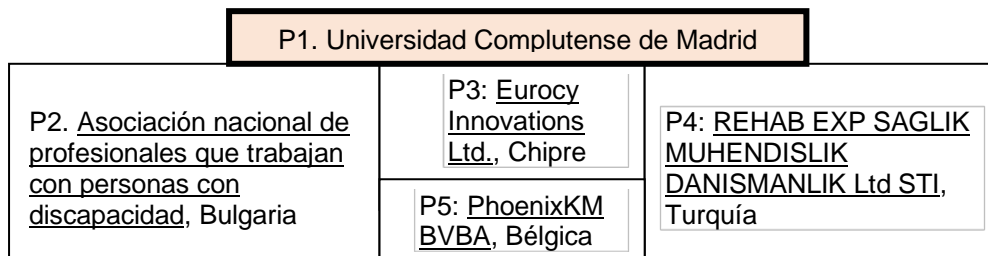 P1. Universidad Complutense de Madrid
P2. Asociación nacional de
profesionales que trabajan
con personas con
discapacidad, Bulgaria
P3: Eurocy
Innovations
Ltd., Chipre
P5: PhoenixKM
BVBA, Bélgica
P4: REHAB EXP SAGLIK
MUHENDISLIK
DANISMANLIK Ltd STI,
Turquía